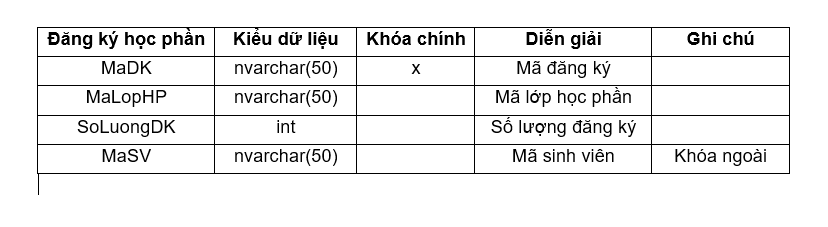 Đăng ký học phần Kiểu dữ liệu Khóa chính Diễn giải Ghi chú
MaDK nvarchar(50) x Mã đăng ký
MaLopHP nvarchar(50) Mã lớp học phần
SoLuongDK int Số lượng đăng ký
MaSV nvarchar(50) Mã sinh viên Khóa ngoài